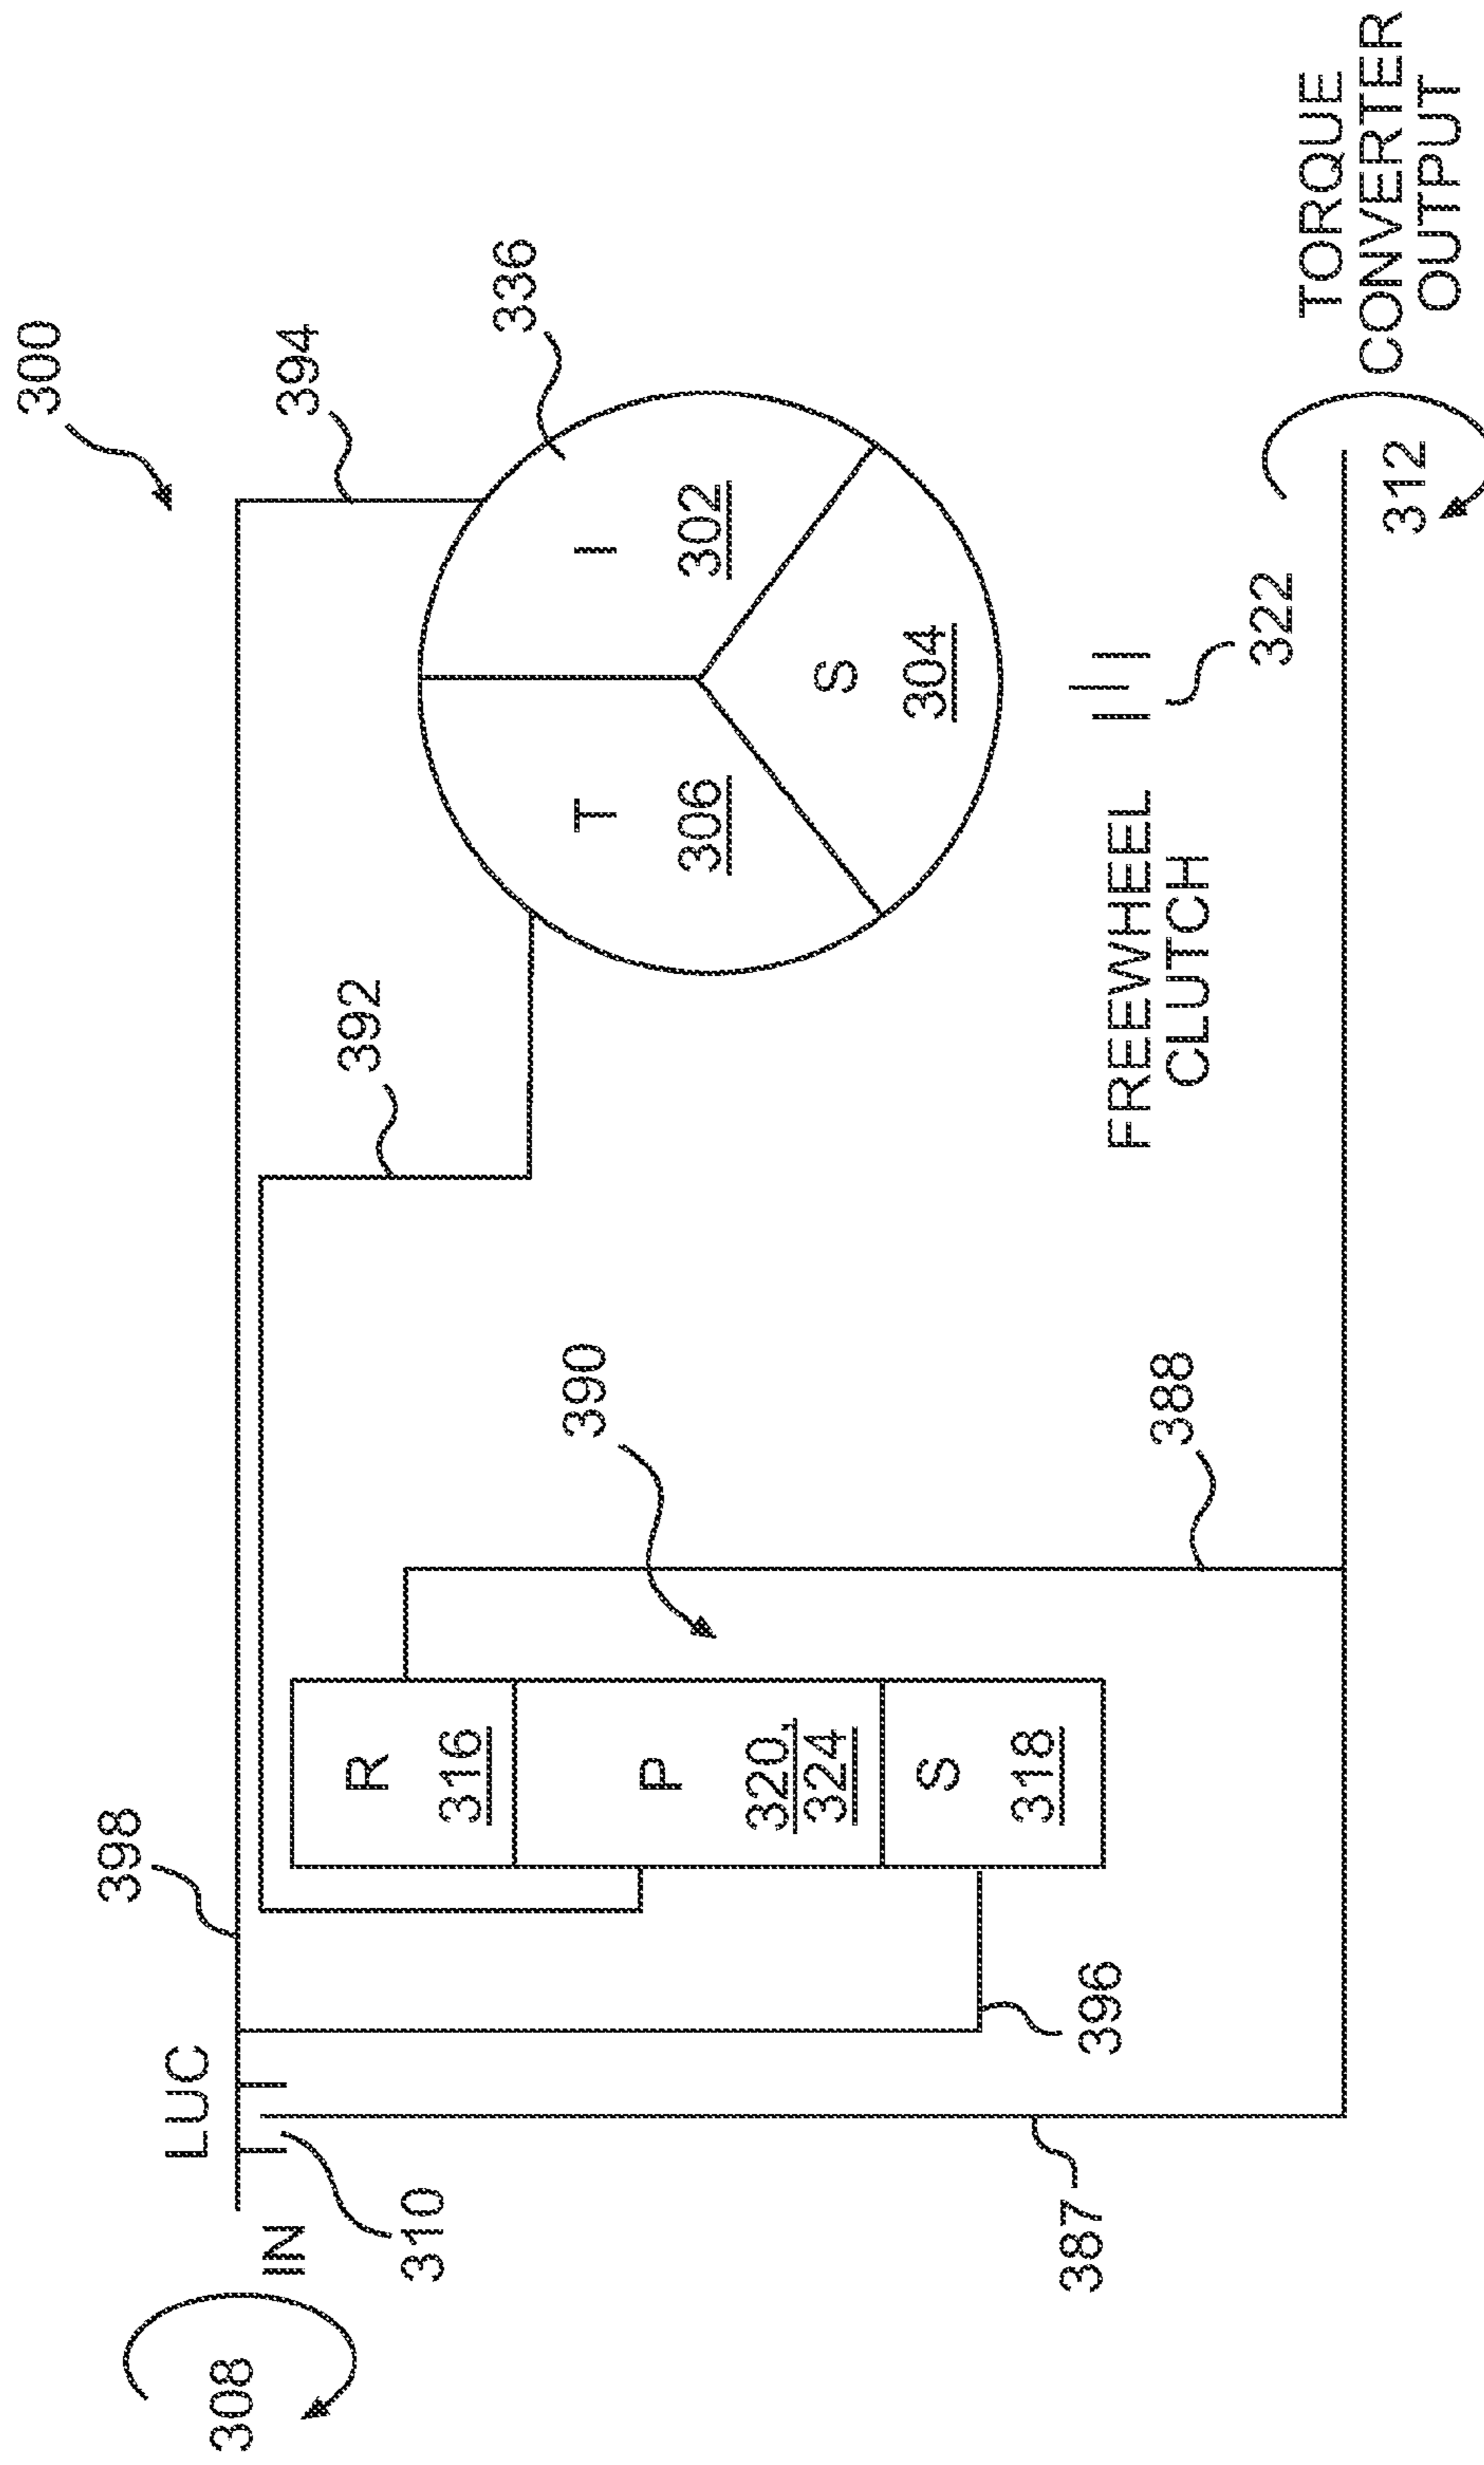 300
394
336
398
LUC
IN
310
308
392
390
R
316
P
320,
324
S
318
396
387
388
T
306
I
302
S
304
FREEWHEEL
CLUTCH
322
312
TORQUE
CONVERTER
OUTPUT